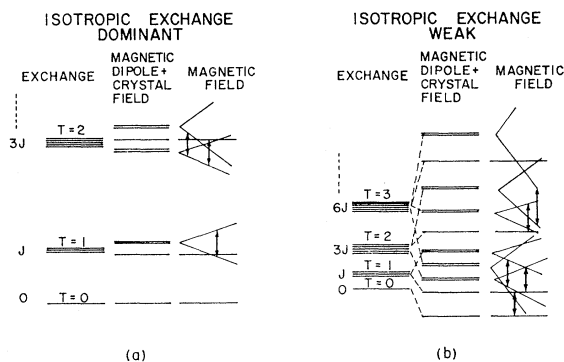 ISOTROPIC EXCHANGE
DOMINANT
EXCHANGE
MAGNETIC
DIPOLE+
CRYSTAL
FIELD
MAGNETIC
FIELD
3J
T=2
J
T=1
0
T=0
(a)
ISOTROPIC EXCHANGE
WEAK
EXCHANGE
MAGNETIC
DIPOLE+
CRYSTAL
FIELD
MAGNETIC
FIELD
6J
T=3
3J
T=2
J
T=1
0
T=0
(b)